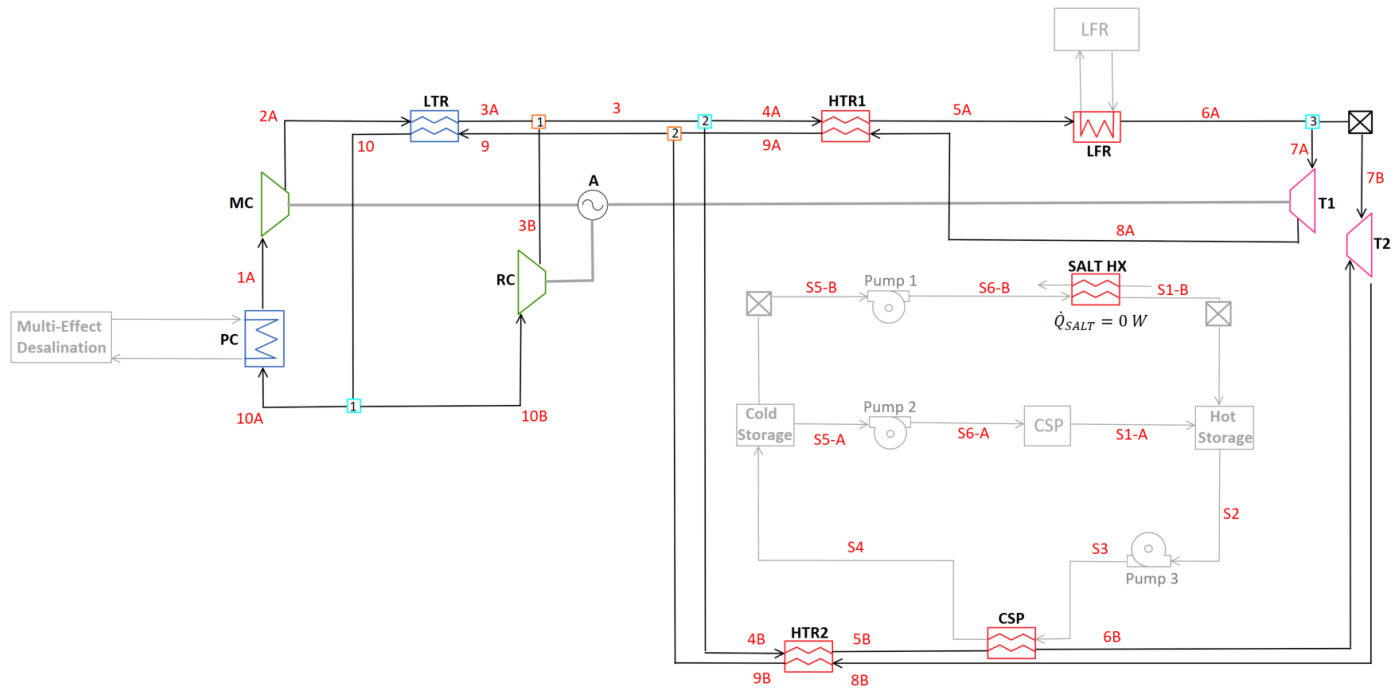 LFR
LTR
HTR1
2A
3A
1
3
2
4A
5A
6A
3
10
9
2
9A
LFR
7A
7B
MC
A
T1
T2
3B
8A
RC
1A
SALT HX
S5-B
Pump 1
S6-B
S1-B
Multi-Effect
Desalination
PC
Q̇SALT = 0 W
10A
1
10B
Cold
Storage
Pump 2
S5-A
S6-A
CSP
S1-A
Hot
Storage
S2
S4
S3
Pump 3
CSP
HTR2
4B
5B
6B
9B
8B